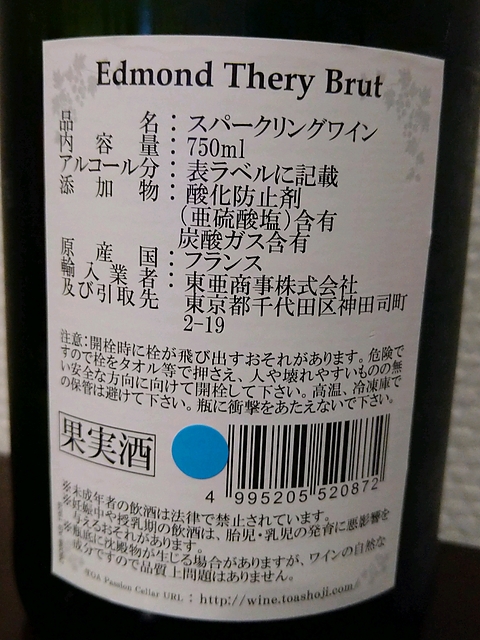 Edmond Thery Brut
品名：スパークリングワイン
内容量：750ml
アルコール分：表ラベルに記載
添加物：酸化防止剤
(亜硫酸塩)含有
炭酸ガス含有
原産国：フランス
輸入業者：東亜商事株式会社
及び引取先 東京都千代田区神田司町
2-19
注意:開栓時に栓が飛び出すおそれがあります。危険で
すので栓をタオル等で押さえ、人や壊れやすいものの無
い安全な方向に向けて開栓して下さい。高温、冷凍庫で
の保管は避けて下さい。瓶に衝撃をあたえないで下さい。
果実酒
4 995205 520872
※未成年者の飲酒は法律で禁止されています。
※妊娠中や授乳期の飲酒は、胎児・乳児の発育に悪影響を
与えるおそれがあります。
※瓶底に沈殿物が生じる場合がありますが、ワインの自然な
成分ですので品質上問題はありません。
TOA Passion Cellar URL : http://wine.toashoji.com